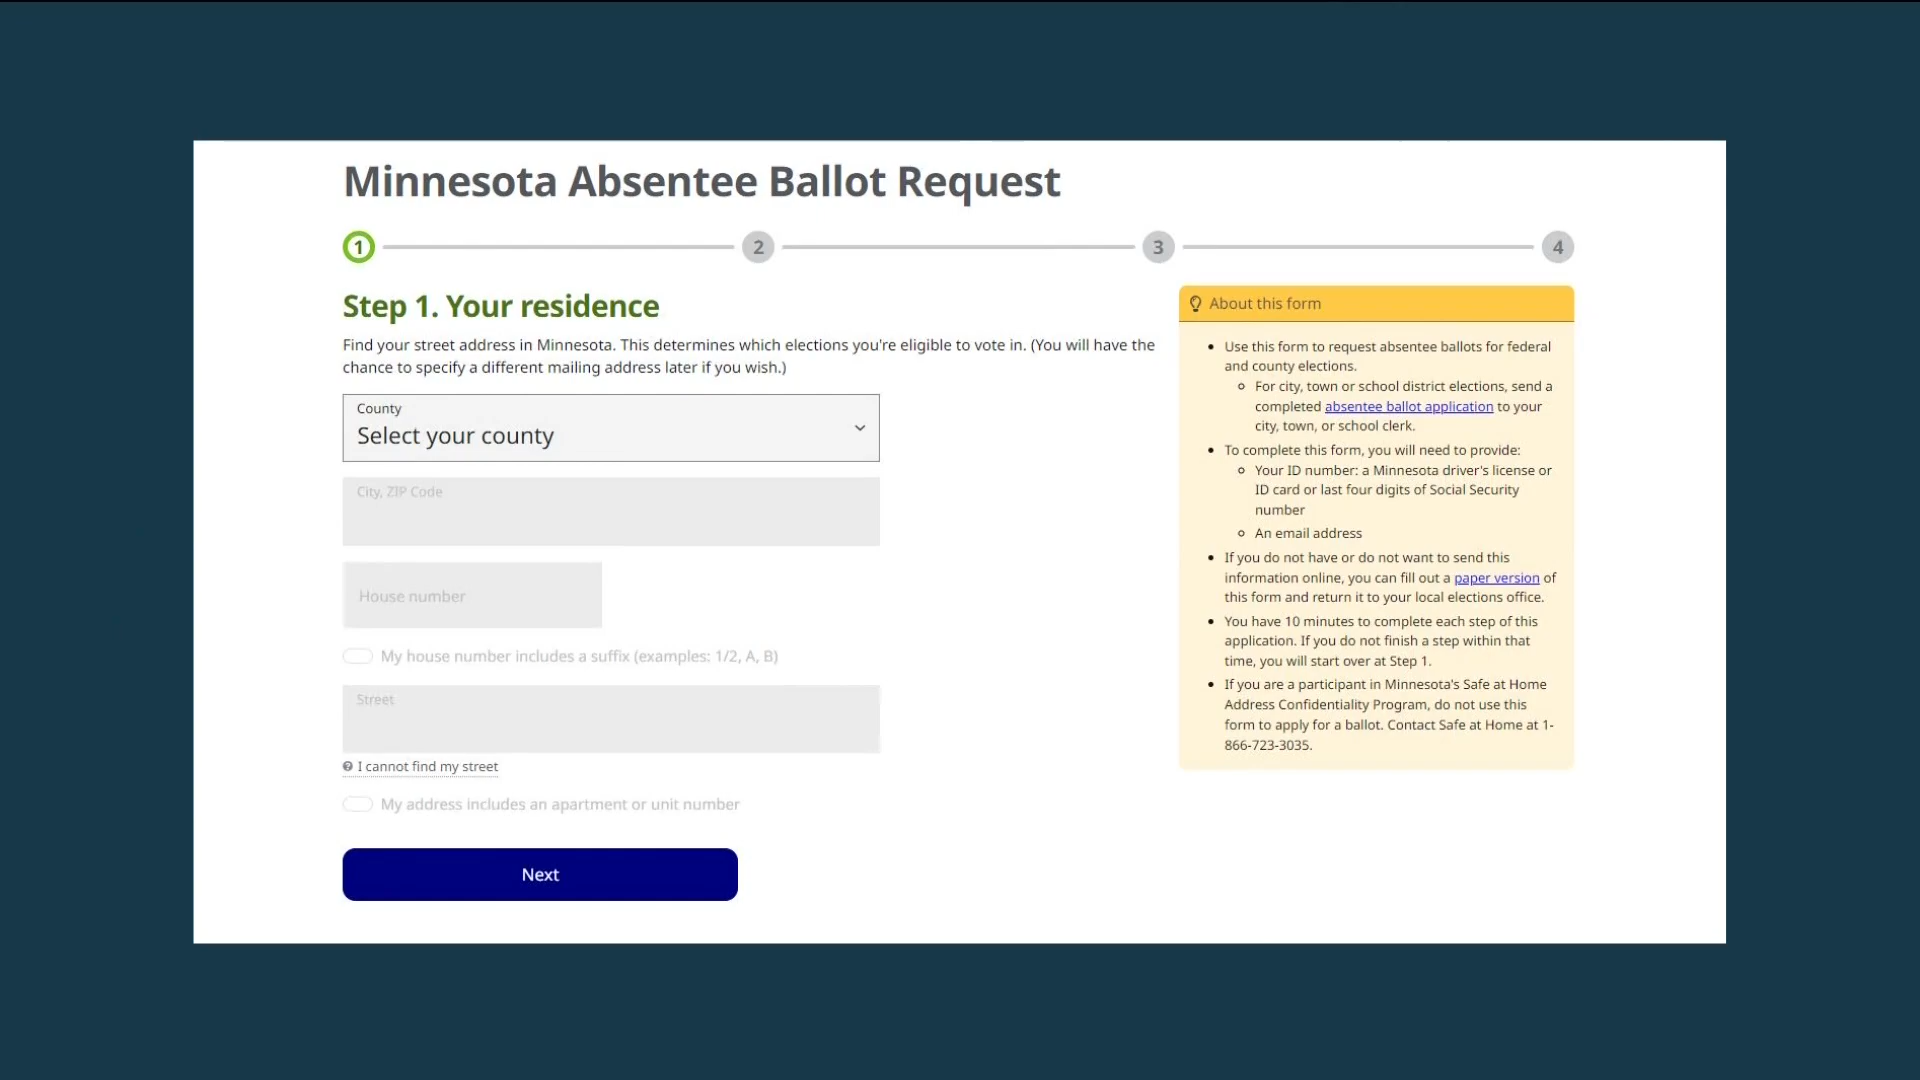 Minnesota Absentee Ballot Request
1
2
3
4
Step 1. Your residence
Find your street address in Minnesota. This determines which elections you're eligible to vote in. (You will have the
chance to specify a different mailing address later if you wish.)
County
Select your county
City, ZIP Code
House number
My house number includes a suffix (examples: 1/2, A, B)
Street
I cannot find my street
My address includes an apartment or unit number
Next
About this form
Use this form to request absentee ballots for federal
and county elections.
For city, town or school district elections, send a
completed absentee ballot application to your
city, town, or school clerk.
To complete this form, you will need to provide:
Your ID number: a Minnesota driver's license or
ID card or last four digits of Social Security
number
An email address
If you do not have or do not want to send this
information online, you can fill out a paper version of
this form and return it to your local elections office.
You have 10 minutes to complete each step of this
application. If you do not finish a step within that
time, you will start over at Step 1.
If you are a participant in Minnesota's Safe at Home
Address Confidentiality Program, do not use this
form to apply for a ballot. Contact Safe at Home at 1-
866-723-3035.